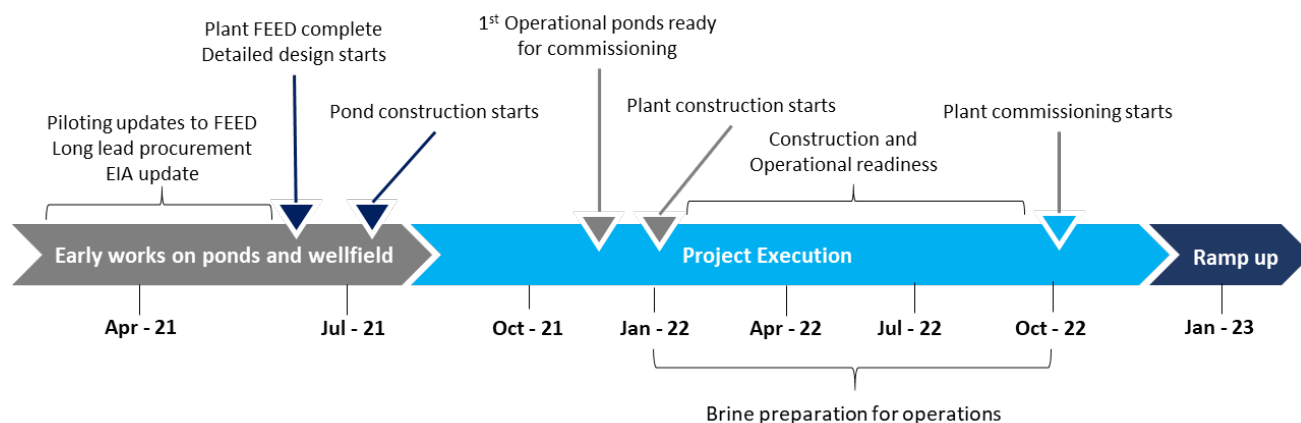 Plant FEED complete
Detailed design starts
1st Operational ponds ready
for commissioning
Pond construction starts
Plant construction starts
Plant commissioning starts
Piloting updates to FEED
Long lead procurement
EIA update
Construction and
Operational readiness
Early works on ponds and wellfield
Project Execution
Ramp up
Apr - 21
Jul - 21
Oct - 21
Jan - 22
Apr - 22
Jul - 22
Oct - 22
Jan - 23
Brine preparation for operations